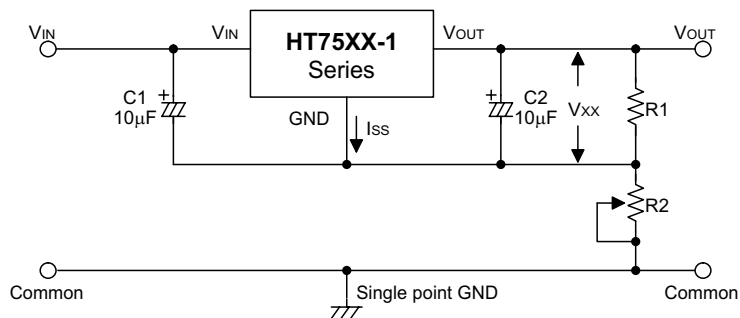 VIN
VIN
HT75XX-1
Series
VOUT
VOUT
C1
10μF
GND
ISS
C2
10μF
VXX
R1
R2
Common
Single point GND
Common